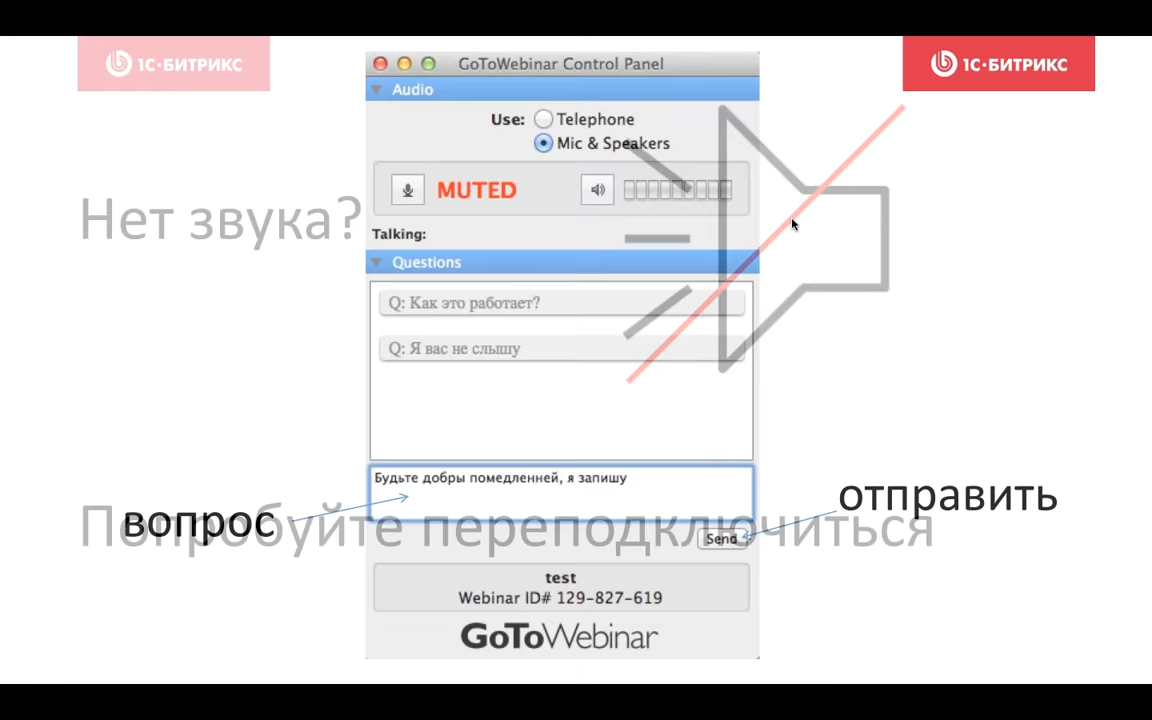 1С·БИТРИКС
1С·БИТРИКС
GoToWebinar Control Panel
Audio
Use: Telephone
Mic & Speakers
MUTED
Нет звука?
Talking:
Questions
Q: Как это работает?
Q: Я вас не слышу
Будьте добры помедленней, я запишу
отправить
вопрос
Попробуйте переподключиться
Send
test
Webinar ID# 129-827-619
GoToWebinar